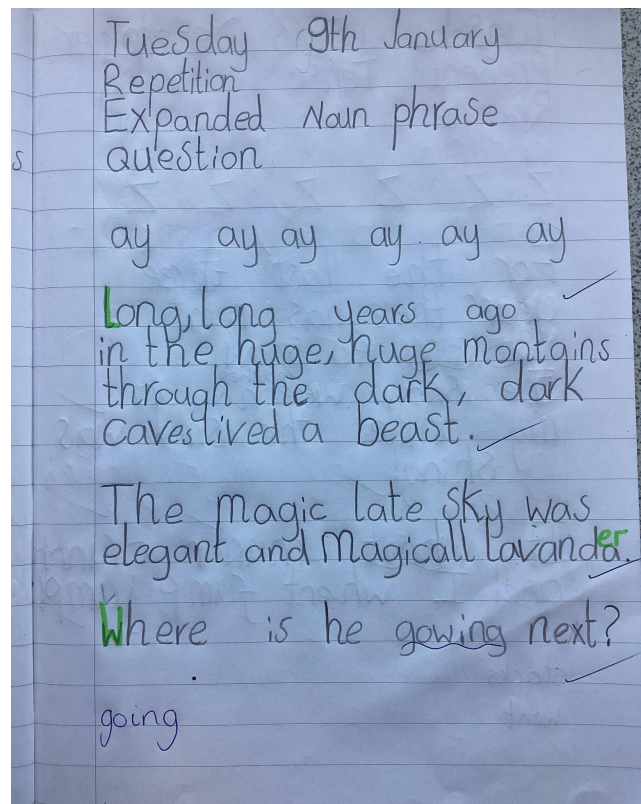 Tuesday 9th January
Repetition
Expanded Noun phrase
question
s
ay ay ay ay ay ay
Long, long years ago
in the huge, huge montains
through the dark, dark
caves lived a beast.
The magic late sky was
elegant and magicall lavander.
Where is he gowing next?
going